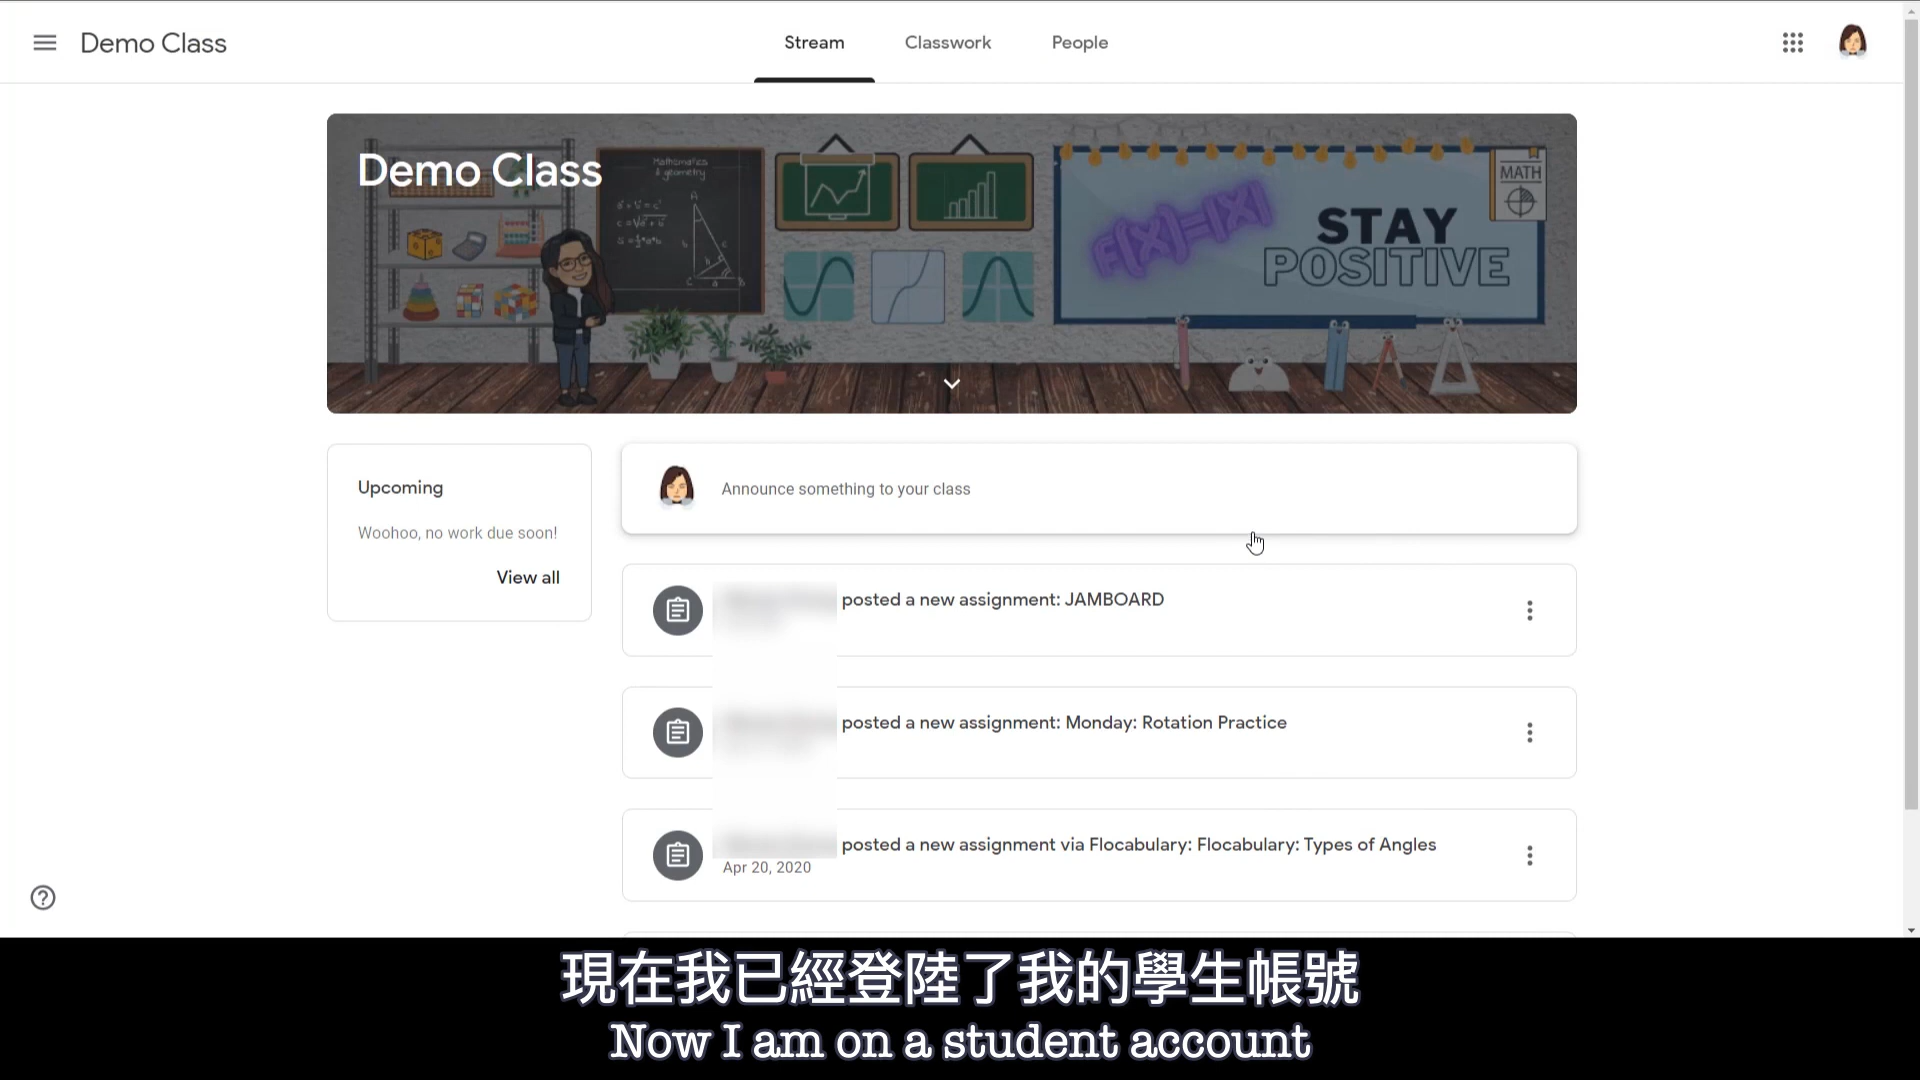 Demo Class
Stream
Classwork
People
Demo Class
Mathematics
& geometry
A
b
c
h
C
a
B
F(X)=|X|
STAY
POSITIVE
MATH
Upcoming
Woohoo, no work due soon!
View all
Announce something to your class
posted a new assignment: JAMBOARD
posted a new assignment: Monday: Rotation Practice
posted a new assignment via Flocabulary: Flocabulary: Types of Angles
Apr 20, 2020
現在我已經登陸了我的學生帳號
Now I am on a student account